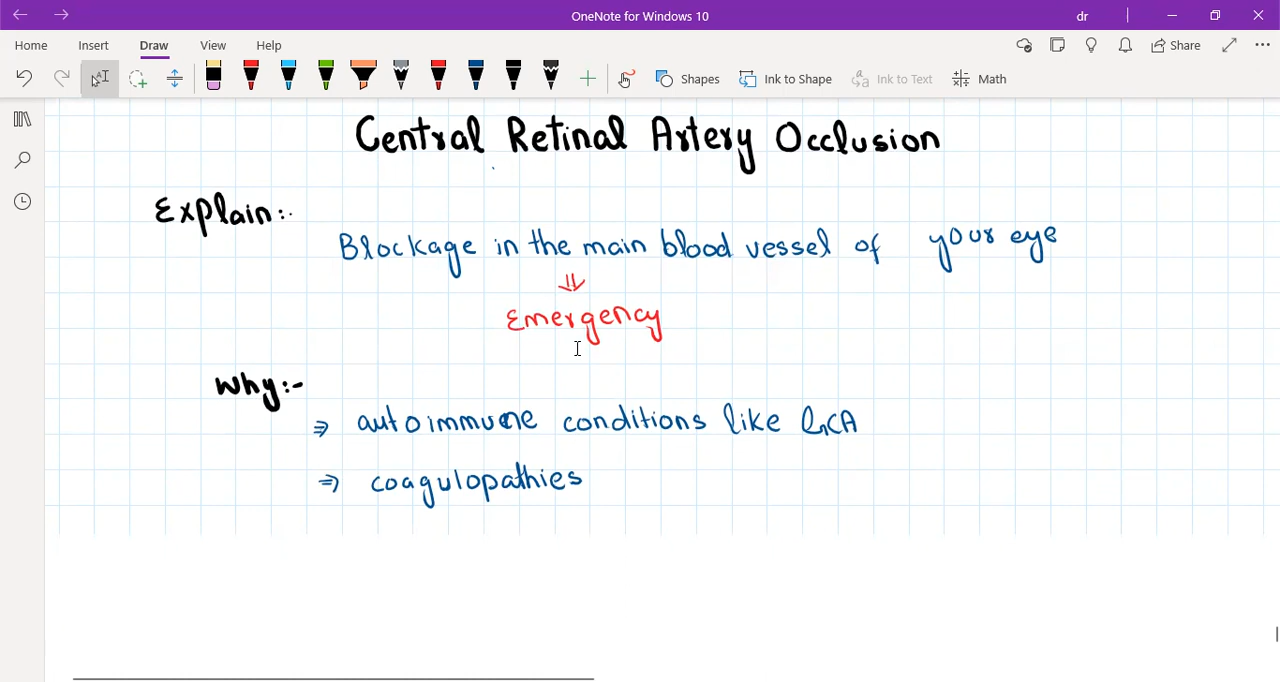 OneNote for Windows 10
dr
Home Insert Draw View Help
Share
Shapes Ink to Shape Ink to Text Math
Central Retinal Artery Occlusion
Explain:-
Blockage in the main blood vessel of your eye
⇓
Emergency
Why:-
⇒ autoimmune conditions like GCA
⇒ coagulopathies